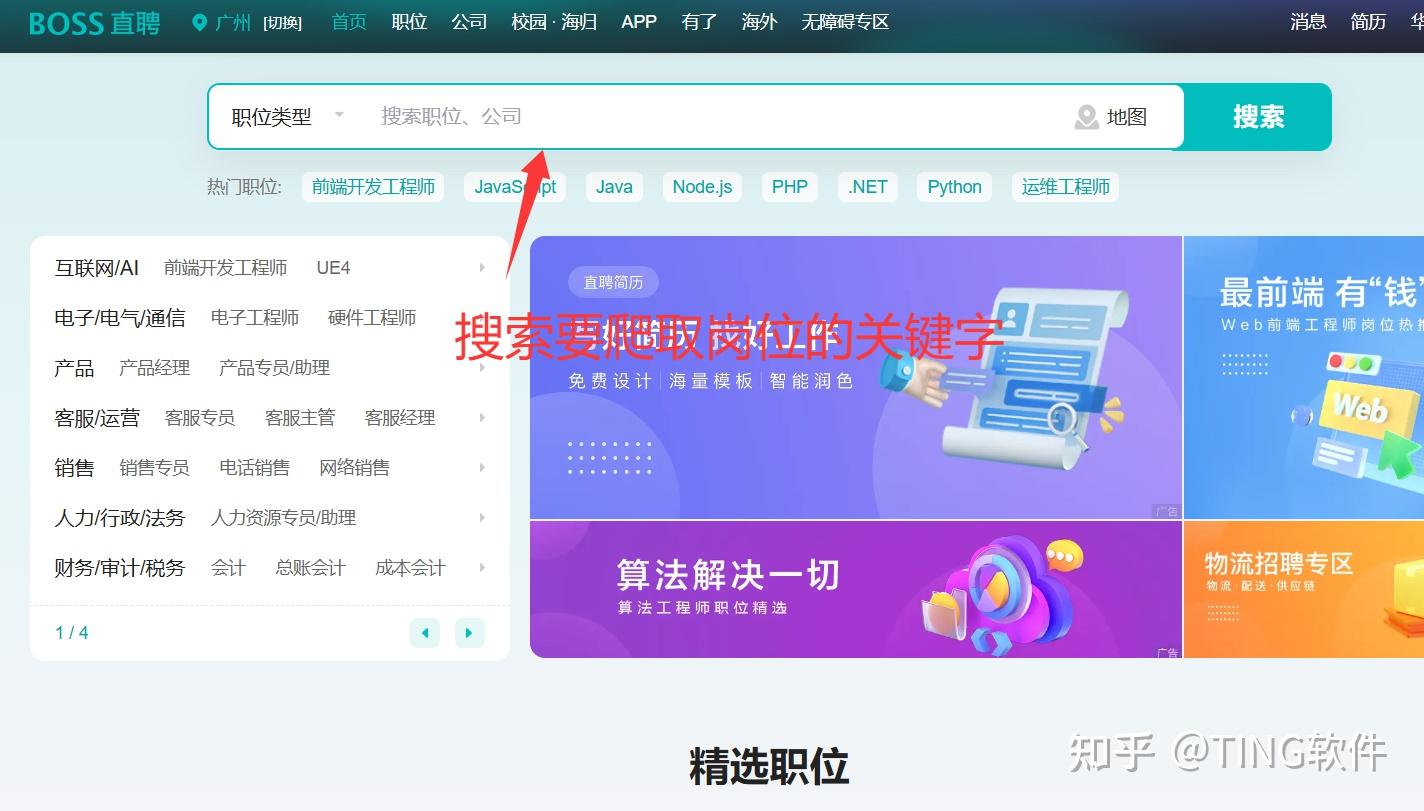 BOSS 直聘 广州 [切换] 首页 职位 公司 校园 · 海归 APP 有了 海外 无障碍专区 消息 简历
职位类型 搜索职位、公司 地图 搜索
热门职位: 前端开发工程师 JavaScript Java Node.js PHP .NET Python 运维工程师
互联网/AI 前端开发工程师 UE4
电子/电气/通信 电子工程师 硬件工程师
产品 产品经理 产品专员/助理
客服/运营 客服专员 客服主管 客服经理
销售 销售专员 电话销售 网络销售
人力/行政/法务 人力资源专员/助理
财务/审计/税务 会计 总账会计 成本会计
1 / 4
直聘简历
搜索要爬取岗位的关键字
免费设计 | 海量模板 | 智能润色
广告
最前端 有“钱”
Web前端工程师岗位热
Web
算法解决一切
算法工程师职位精选
广告
物流招聘专区
物流·配送·供应链
精选职位
知乎 @TING软件